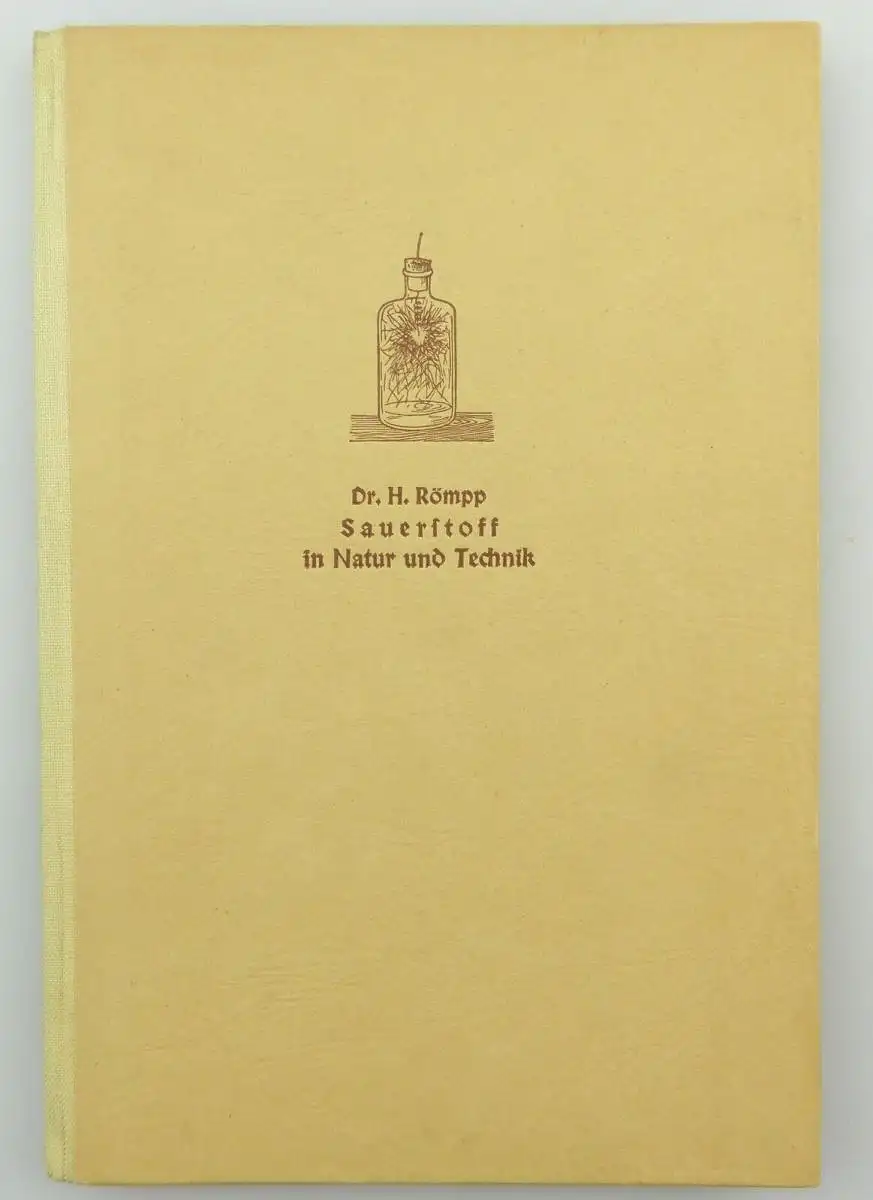 Dr. H. Römpp
Sauerſtoff
in Natur und Technik